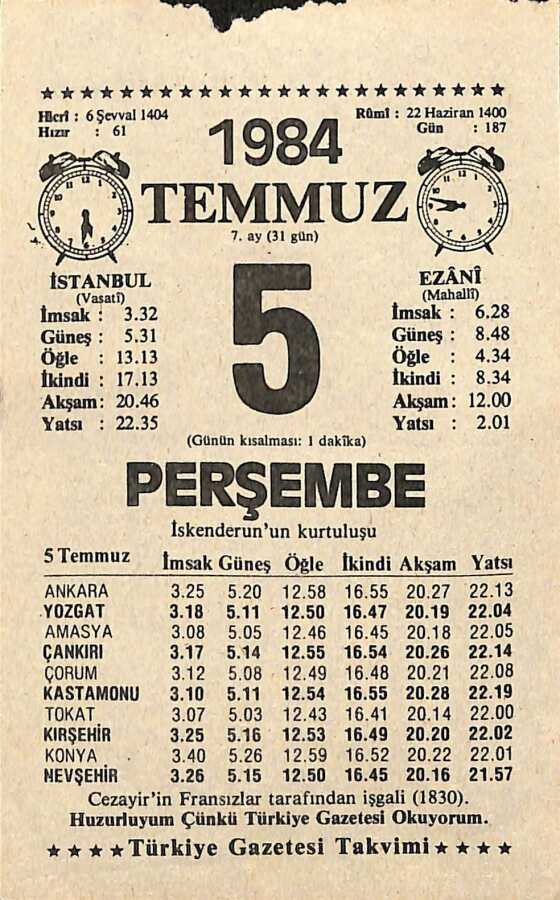 ★★★★★★★★★★★★★★★★★★★★★★★★
Hicrî : 6 Şevval 1404
Hızır : 61
Rûmî : 22 Haziran 1400
Gün : 187
1984
TEMMUZ
7. ay (31 gün)
5
İSTANBUL
(Vasatî)
İmsak : 3.32
Güneş : 5.31
Öğle : 13.13
İkindi : 17.13
Akşam : 20.46
Yatsı : 22.35
EZÂNÎ
(Mahallî)
İmsak : 6.28
Güneş : 8.48
Öğle : 4.34
İkindi : 8.34
Akşam : 12.00
Yatsı : 2.01
(Günün kısalması: 1 dakîka)
PERŞEMBE
İskenderun'un kurtuluşu
5 Temmuz İmsak Güneş Öğle İkindi Akşam Yatsı
ANKARA 3.25 5.20 12.58 16.55 20.27 22.13
YOZGAT 3.18 5.11 12.50 16.47 20.19 22.04
AMASYA 3.08 5.05 12.46 16.45 20.18 22.05
ÇANKIRI 3.17 5.14 12.55 16.54 20.26 22.14
ÇORUM 3.12 5.08 12.49 16.48 20.21 22.08
KASTAMONU 3.10 5.11 12.54 16.55 20.28 22.19
TOKAT 3.07 5.03 12.43 16.41 20.14 22.00
KIRŞEHİR 3.25 5.16 12.53 16.49 20.20 22.02
KONYA 3.40 5.26 12.59 16.52 20.22 22.01
NEVŞEHİR 3.26 5.15 12.50 16.45 20.16 21.57
Cezayir'in Fransızlar tarafından işgali (1830).
Huzurluyum Çünkü Türkiye Gazetesi Okuyorum.
★★★★Türkiye Gazetesi Takvimi★★★★